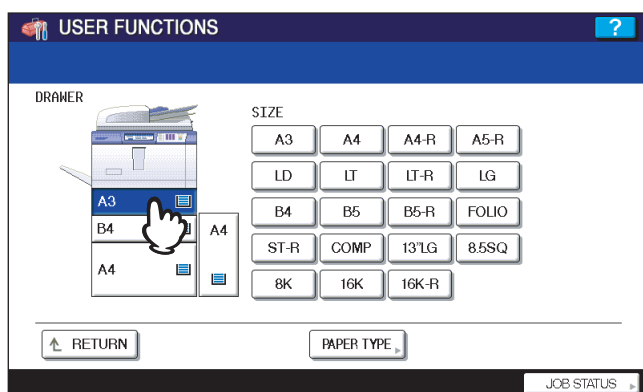 USER FUNCTIONS ?
DRAWER
SIZE
A3 A4 A4-R A5-R
LD LT LT-R LG
A3
B4 B5 B5-R FOLIO
B4 A4
ST-R COMP 13"LG 8.5SQ
A4
8K 16K 16K-R
RETURN PAPER TYPE
JOB STATUS